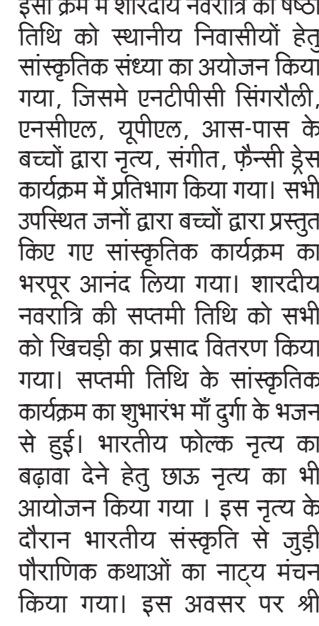 इसी क्रम में शारदीय नवरात्रि की षष्ठी
तिथि को स्थानीय निवासीयों हेतु
सांस्कृतिक संध्या का अयोजन किया
गया, जिसमे एनटीपीसी सिंगरौली,
एनसीएल, यूपीएल, आस-पास के
बच्चों द्वारा नृत्य, संगीत, फ़ैन्सी ड्रेस
कार्यक्रम में प्रतिभाग किया गया। सभी
उपस्थित जनों द्वारा बच्चों द्वारा प्रस्तुत
किए गए सांस्कृतिक कार्यक्रम का
भरपूर आनंद लिया गया। शारदीय
नवरात्रि की सप्तमी तिथि को सभी
को खिचड़ी का प्रसाद वितरण किया
गया। सप्तमी तिथि के सांस्कृतिक
कार्यक्रम का शुभारंभ माँ दुर्गा के भजन
से हुई। भारतीय फोल्क नृत्य का
बढ़ावा देने हेतु छाऊ नृत्य का भी
आयोजन किया गया । इस नृत्य के
दौरान भारतीय संस्कृति से जुड़ी
पौराणिक कथाओं का नाट्य मंचन
किया गया। इस अवसर पर श्री